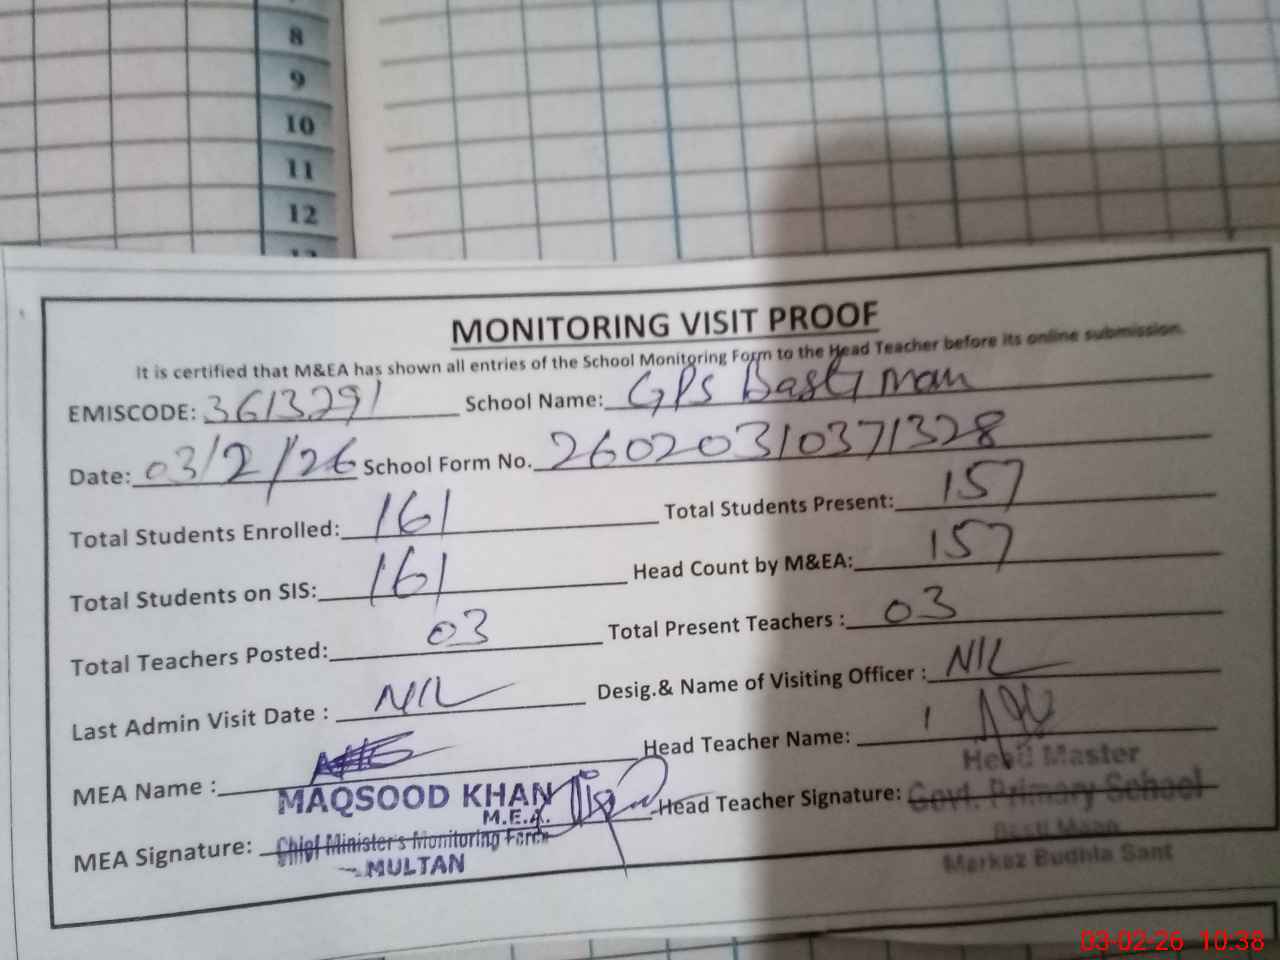 8
9
10
11
12
MONITORING VISIT PROOF
It is certified that M&EA has shown all entries of the School Monitoring Form to the Head Teacher before its online submission.
EMISCODE: 3613291 School Name: GPS Basti man
Date: 03/2/26 School Form No. 260203/0371328
Total Students Enrolled: 161 Total Students Present: 157
Total Students on SIS: 161 Head Count by M&EA: 157
Total Teachers Posted: 03 Total Present Teachers : 03
Last Admin Visit Date : NIL Desig.& Name of Visiting Officer : NIL
MEA Name : Head Teacher Name:
MAQSOOD KHAN Head Master
M.E.A.
MEA Signature: Chief Minister's Monitoring Force Head Teacher Signature: Govt. Primary School
MULTAN Basti Maan
Markaz Budhla Sant
03-02-26 10:38